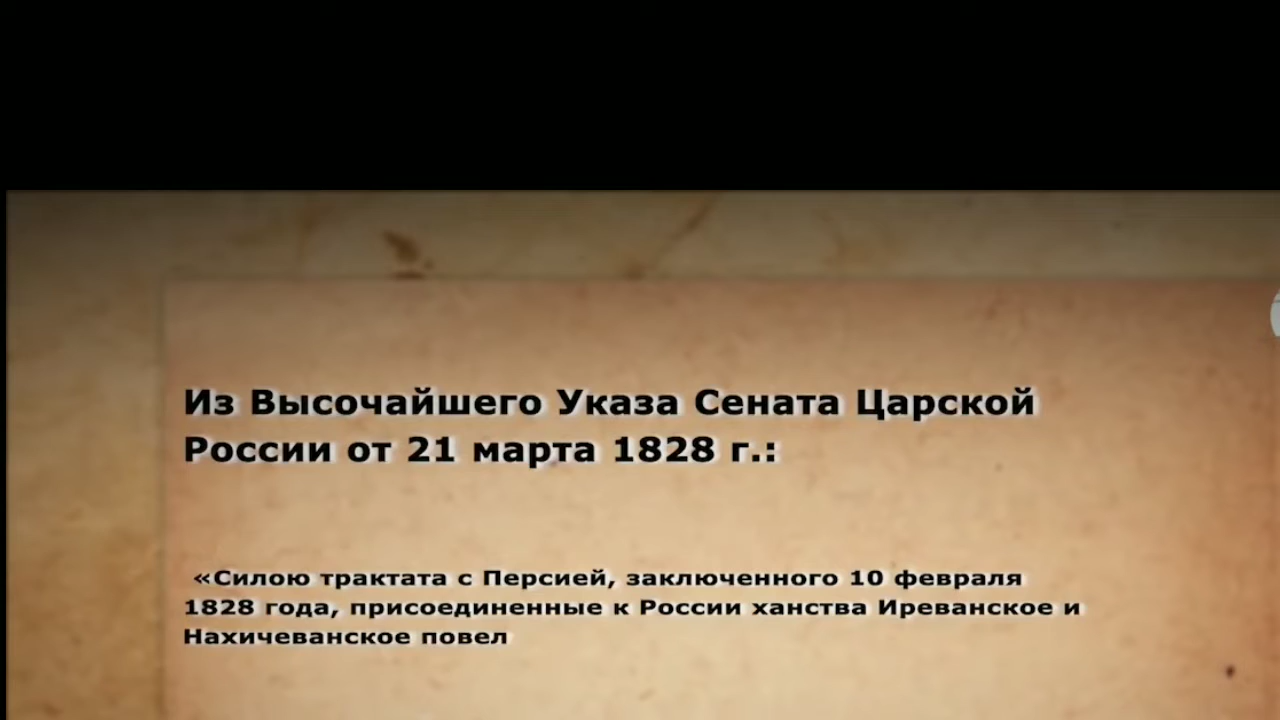 Из Высочайшего Указа Сената Царской
России от 21 марта 1828 г.:
«Силою трактата с Персией, заключенного 10 февраля
1828 года, присоединенные к России ханства Иреванское и
Нахичеванское повел